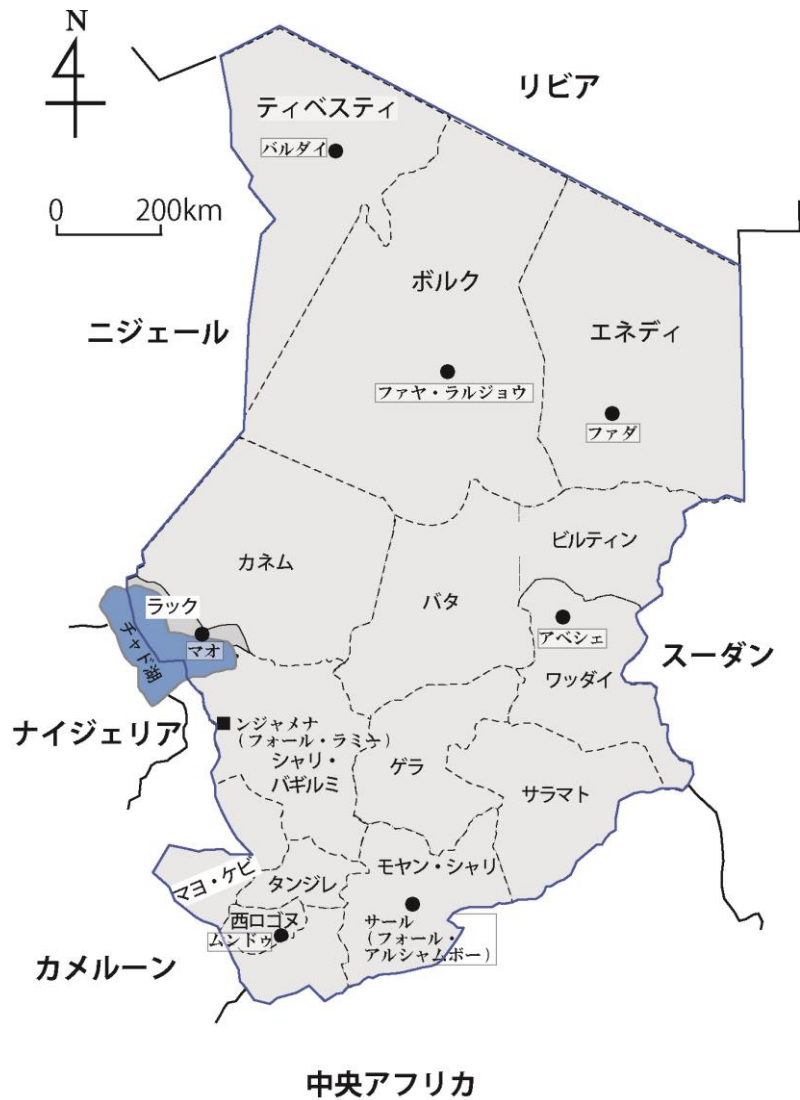 N
リビア
ティベスティ
バルダイ
0 200km
ボルク
ニジェール
エネディ
ファヤ・ラルジョウ
ファダ
ビルティン
カネム
バタ
ラック
アベシェ
マオ
チャド湖
スーダン
ワッダイ
ナイジェリア
ンジャメナ
(フォール・ラミー)
シャリ・
バギルミ
ゲラ
サラマト
モヤン・シャリ
マヨ・ケビ
タンジレ
西ロゴヌ
ムンドゥ
サール
(フォール・
アルシャムボー)
カメルーン
中央アフリカ